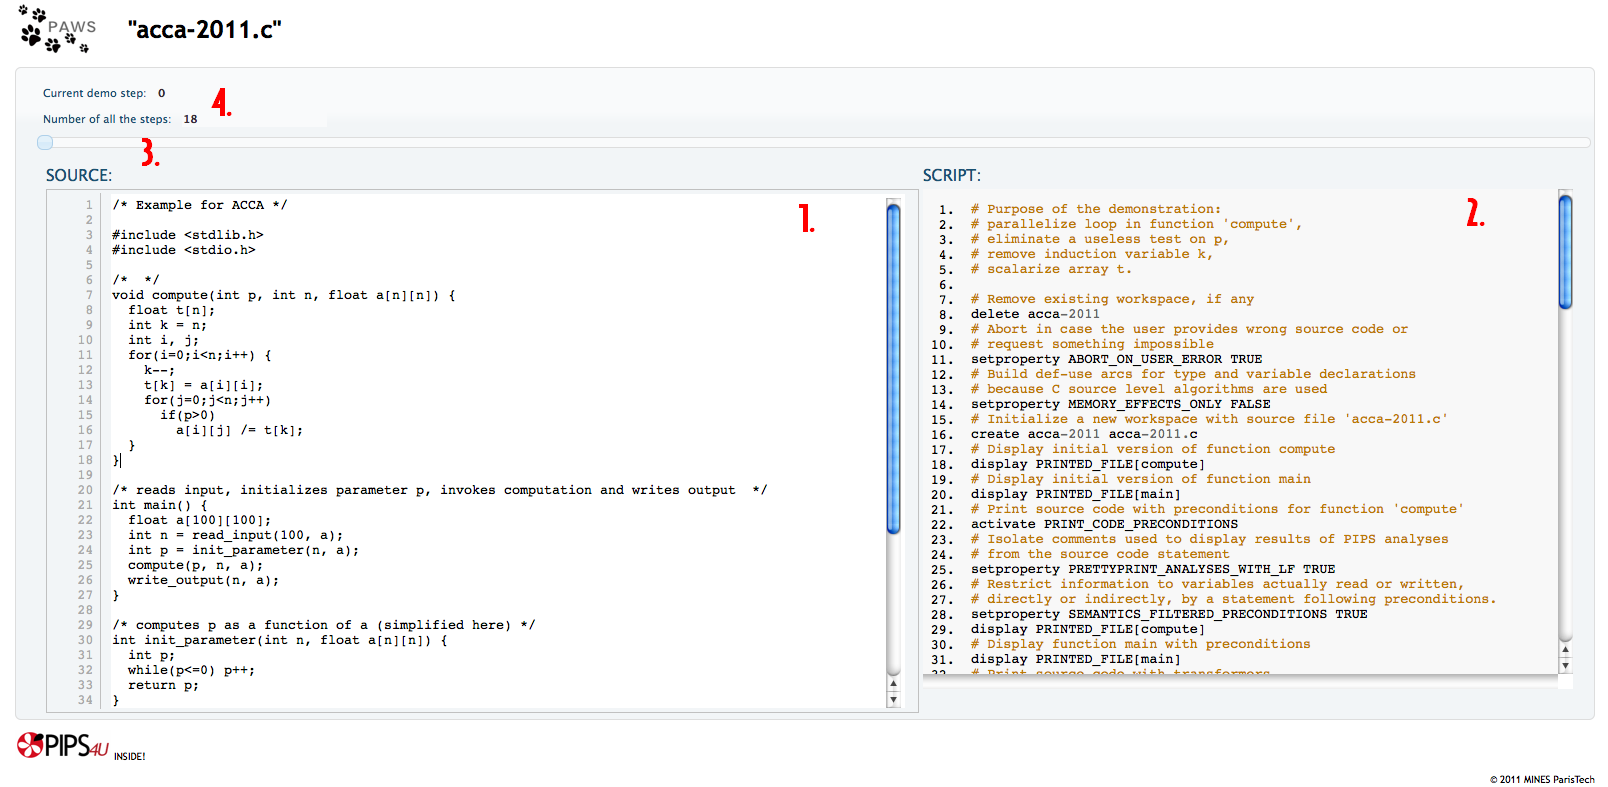 PAWS
"acca-2011.c"
Current demo step: 0
4.
Number of all the steps: 18
3.
SOURCE:
1 /* Example for ACCA */
2
3 #include <stdlib.h>
4 #include <stdio.h>
5
6 /*  */
7 void compute(int p, int n, float a[n][n]) {
8   float t[n];
9   int k = n;
10   int i, j;
11   for(i=0;i<n;i++) {
12     k--;
13     t[k] = a[i][i];
14     for(j=0;j<n;j++)
15       if(p>0)
16         a[i][j] /= t[k];
17   }
18 }
19
20 /* reads input, initializes parameter p, invokes computation and writes output  */
21 int main() {
22   float a[100][100];
23   int n = read_input(100, a);
24   int p = init_parameter(n, a);
25   compute(p, n, a);
26   write_output(n, a);
27 }
28
29 /* computes p as a function of a (simplified here) */
30 int init_parameter(int n, float a[n][n]) {
31   int p;
32   while(p<=0) p++;
33   return p;
34 }
1.
SCRIPT:
2.
1. # Purpose of the demonstration:
2. # parallelize loop in function 'compute',
3. # eliminate a useless test on p,
4. # remove induction variable k,
5. # scalarize array t.
6.
7. # Remove existing workspace, if any
8. delete acca-2011
9. # Abort in case the user provides wrong source code or
10. # request something impossible
11. setproperty ABORT_ON_USER_ERROR TRUE
12. # Build def-use arcs for type and variable declarations
13. # because C source level algorithms are used
14. setproperty MEMORY_EFFECTS_ONLY FALSE
15. # Initialize a new workspace with source file 'acca-2011.c'
16. create acca-2011 acca-2011.c
17. # Display initial version of function compute
18. display PRINTED_FILE[compute]
19. # Display initial version of function main
20. display PRINTED_FILE[main]
21. # Print source code with preconditions for function 'compute'
22. activate PRINT_CODE_PRECONDITIONS
23. # Isolate comments used to display results of PIPS analyses
24. # from the source code statement
25. setproperty PRETTYPRINT_ANALYSES_WITH_LF TRUE
26. # Restrict information to variables actually read or written,
27. # directly or indirectly, by a statement following preconditions.
28. setproperty SEMANTICS_FILTERED_PRECONDITIONS TRUE
29. display PRINTED_FILE[compute]
30. # Display function main with preconditions
31. display PRINTED_FILE[main]
32. # Print source code with transformers
PIPS4U INSIDE!
© 2011 MINES ParisTech